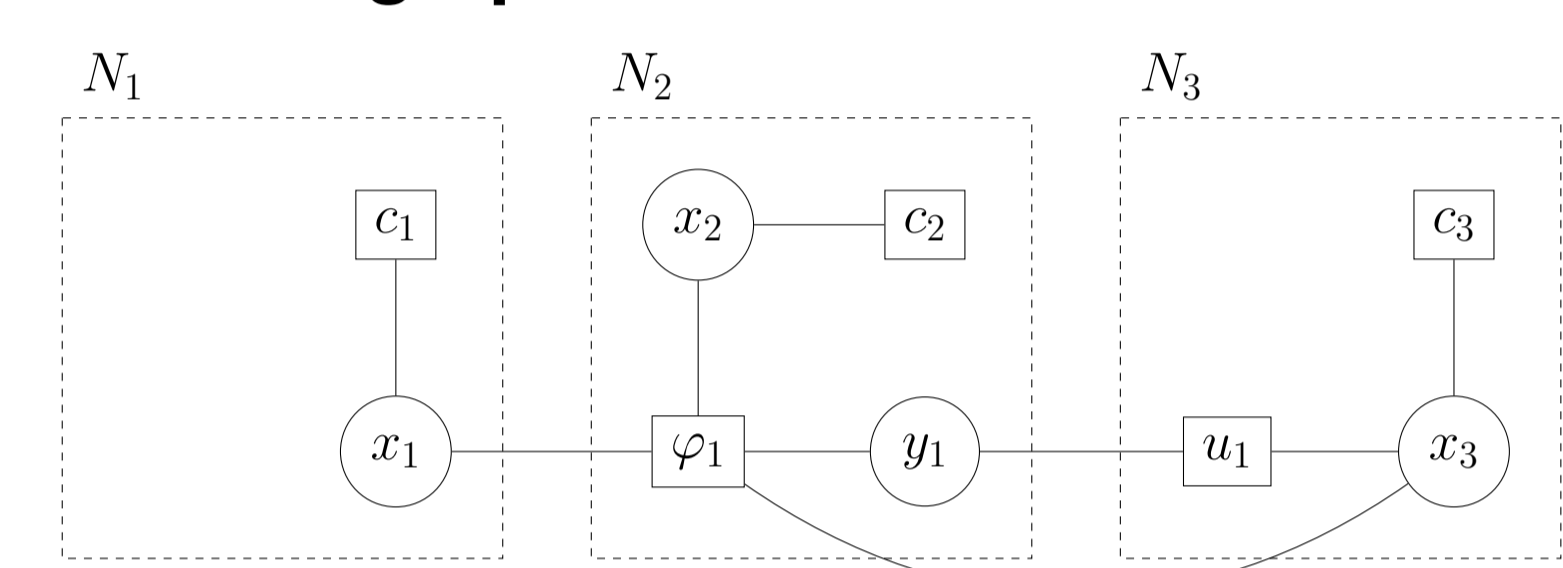 N₁ N₂ N₃
c₁ x₂ c₂ c₃
x₁ φ₁ y₁ u₁ x₃